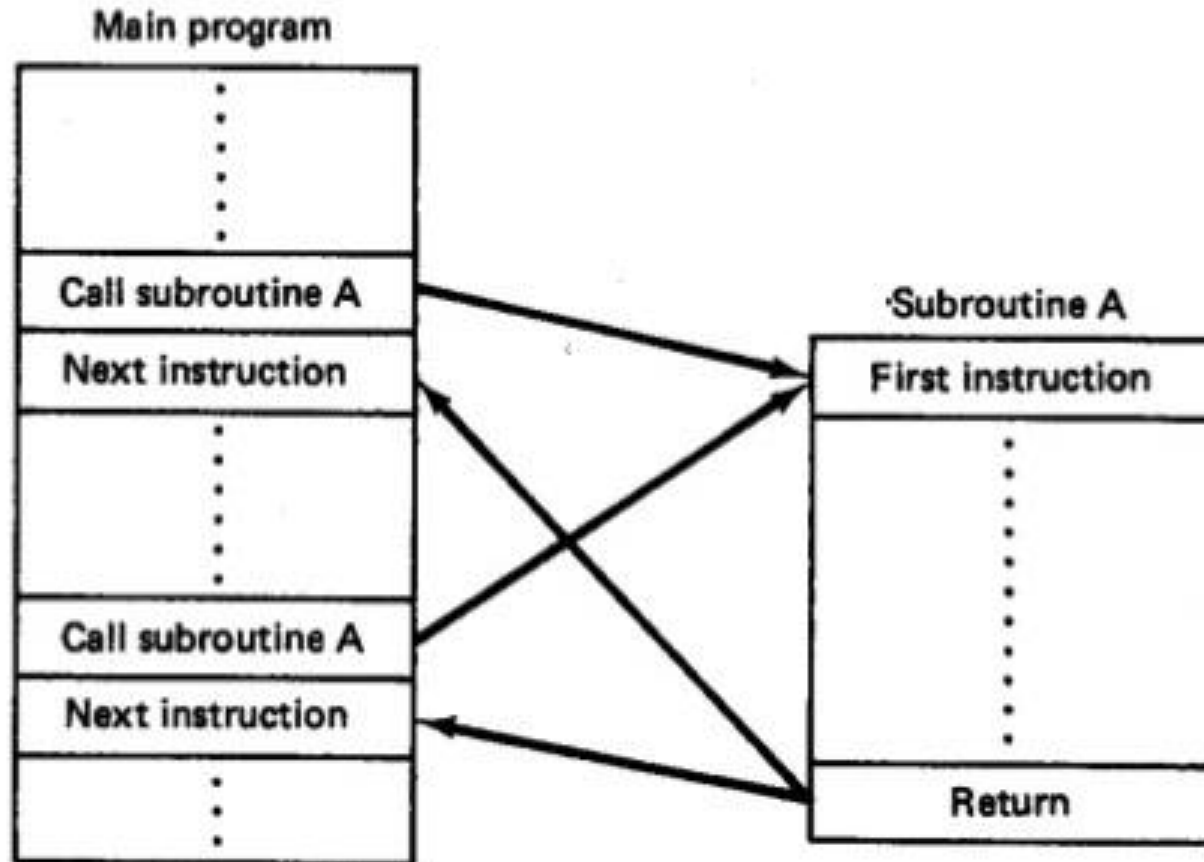 Main program
Call subroutine A
Next instruction
Call subroutine A
Next instruction
Subroutine A
First instruction
Return